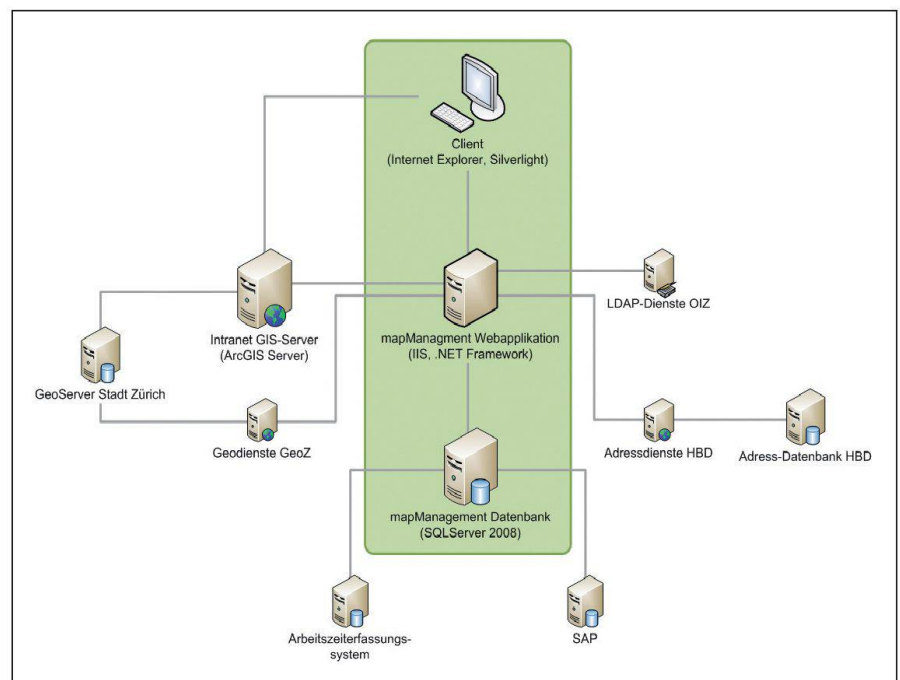 Client
(Internet Explorer, Silverlight)
LDAP-Dienste OIZ
Intranet GIS-Server
(ArcGIS Server)
mapManagment Webapplikation
(IIS, .NET Framework)
GeoServer Stadt Zürich
Geodienste GeoZ
Adressdienste HBD
Adress-Datenbank HBD
mapManagement Datenbank
(SQLServer 2008)
Arbeitszeiterfassungs-
system
SAP